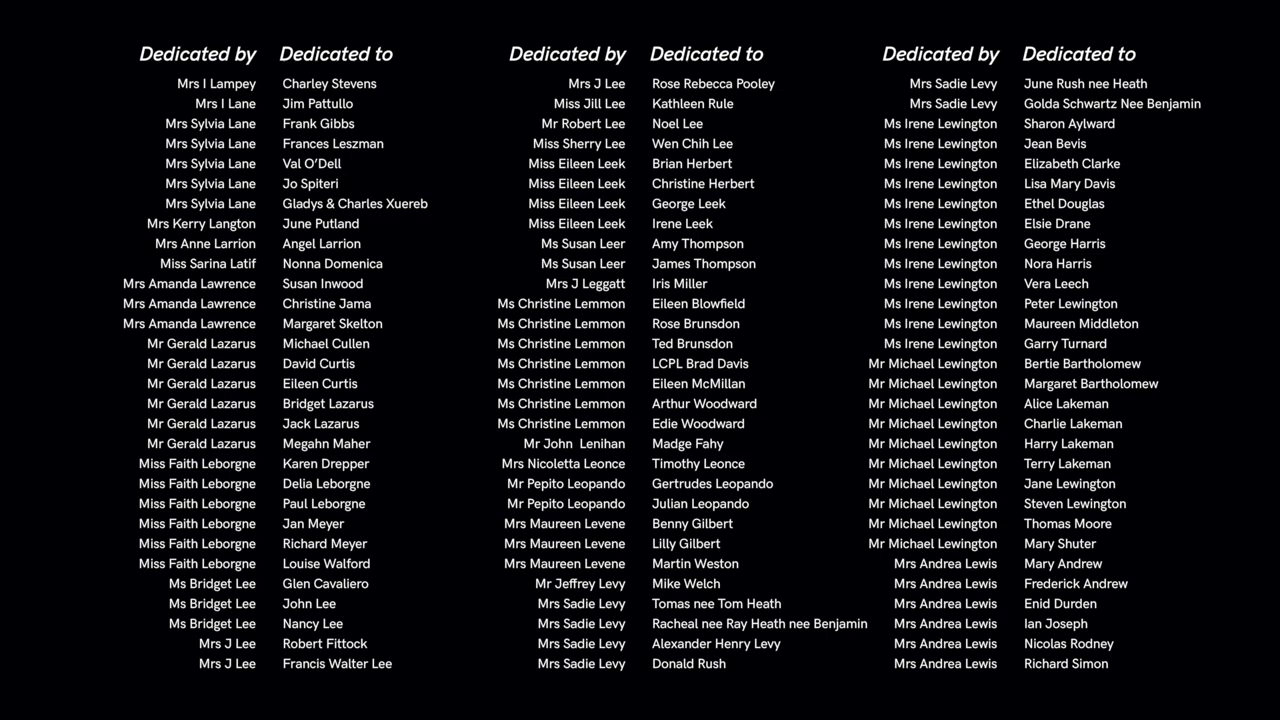 Dedicated by Dedicated to
Mrs I Lampey Charley Stevens
Mrs I Lane Jim Pattullo
Mrs Sylvia Lane Frank Gibbs
Mrs Sylvia Lane Frances Leszman
Mrs Sylvia Lane Val O’Dell
Mrs Sylvia Lane Jo Spiteri
Mrs Sylvia Lane Gladys & Charles Xuereb
Mrs Kerry Langton June Putland
Mrs Anne Larrion Angel Larrion
Miss Sarina Latif Nonna Domenica
Mrs Amanda Lawrence Susan Inwood
Mrs Amanda Lawrence Christine Jama
Mrs Amanda Lawrence Margaret Skelton
Mr Gerald Lazarus Michael Cullen
Mr Gerald Lazarus David Curtis
Mr Gerald Lazarus Eileen Curtis
Mr Gerald Lazarus Bridget Lazarus
Mr Gerald Lazarus Jack Lazarus
Mr Gerald Lazarus Megahn Maher
Miss Faith Leborgne Karen Drepper
Miss Faith Leborgne Delia Leborgne
Miss Faith Leborgne Paul Leborgne
Miss Faith Leborgne Jan Meyer
Miss Faith Leborgne Richard Meyer
Miss Faith Leborgne Louise Walford
Ms Bridget Lee Glen Cavaliero
Ms Bridget Lee John Lee
Ms Bridget Lee Nancy Lee
Mrs J Lee Robert Fittock
Mrs J Lee Francis Walter Lee
Dedicated by Dedicated to
Mrs J Lee Rose Rebecca Pooley
Miss Jill Lee Kathleen Rule
Mr Robert Lee Noel Lee
Miss Sherry Lee Wen Chih Lee
Miss Eileen Leek Brian Herbert
Miss Eileen Leek Christine Herbert
Miss Eileen Leek George Leek
Miss Eileen Leek Irene Leek
Ms Susan Leer Amy Thompson
Ms Susan Leer James Thompson
Mrs J Leggatt Iris Miller
Ms Christine Lemmon Eileen Blowfield
Ms Christine Lemmon Rose Brunsdon
Ms Christine Lemmon Ted Brunsdon
Ms Christine Lemmon LCPL Brad Davis
Ms Christine Lemmon Eileen McMillan
Ms Christine Lemmon Arthur Woodward
Ms Christine Lemmon Edie Woodward
Mr John Lenihan Madge Fahy
Mrs Nicoletta Leonce Timothy Leonce
Mr Pepito Leopando Gertrudes Leopando
Mr Pepito Leopando Julian Leopando
Mrs Maureen Levene Benny Gilbert
Mrs Maureen Levene Lilly Gilbert
Mrs Maureen Levene Martin Weston
Mr Jeffrey Levy Mike Welch
Mrs Sadie Levy Tomas nee Tom Heath
Mrs Sadie Levy Racheal nee Ray Heath nee Benjamin
Mrs Sadie Levy Alexander Henry Levy
Mrs Sadie Levy Donald Rush
Dedicated by Dedicated to
Mrs Sadie Levy June Rush nee Heath
Mrs Sadie Levy Golda Schwartz Nee Benjamin
Ms Irene Lewington Sharon Aylward
Ms Irene Lewington Jean Bevis
Ms Irene Lewington Elizabeth Clarke
Ms Irene Lewington Lisa Mary Davis
Ms Irene Lewington Ethel Douglas
Ms Irene Lewington Elsie Drane
Ms Irene Lewington George Harris
Ms Irene Lewington Nora Harris
Ms Irene Lewington Vera Leech
Ms Irene Lewington Peter Lewington
Ms Irene Lewington Maureen Middleton
Ms Irene Lewington Garry Turnard
Mr Michael Lewington Bertie Bartholomew
Mr Michael Lewington Margaret Bartholomew
Mr Michael Lewington Alice Lakeman
Mr Michael Lewington Charlie Lakeman
Mr Michael Lewington Harry Lakeman
Mr Michael Lewington Terry Lakeman
Mr Michael Lewington Jane Lewington
Mr Michael Lewington Steven Lewington
Mr Michael Lewington Thomas Moore
Mr Michael Lewington Mary Shuter
Mrs Andrea Lewis Mary Andrew
Mrs Andrea Lewis Frederick Andrew
Mrs Andrea Lewis Enid Durden
Mrs Andrea Lewis Ian Joseph
Mrs Andrea Lewis Nicolas Rodney
Mrs Andrea Lewis Richard Simon